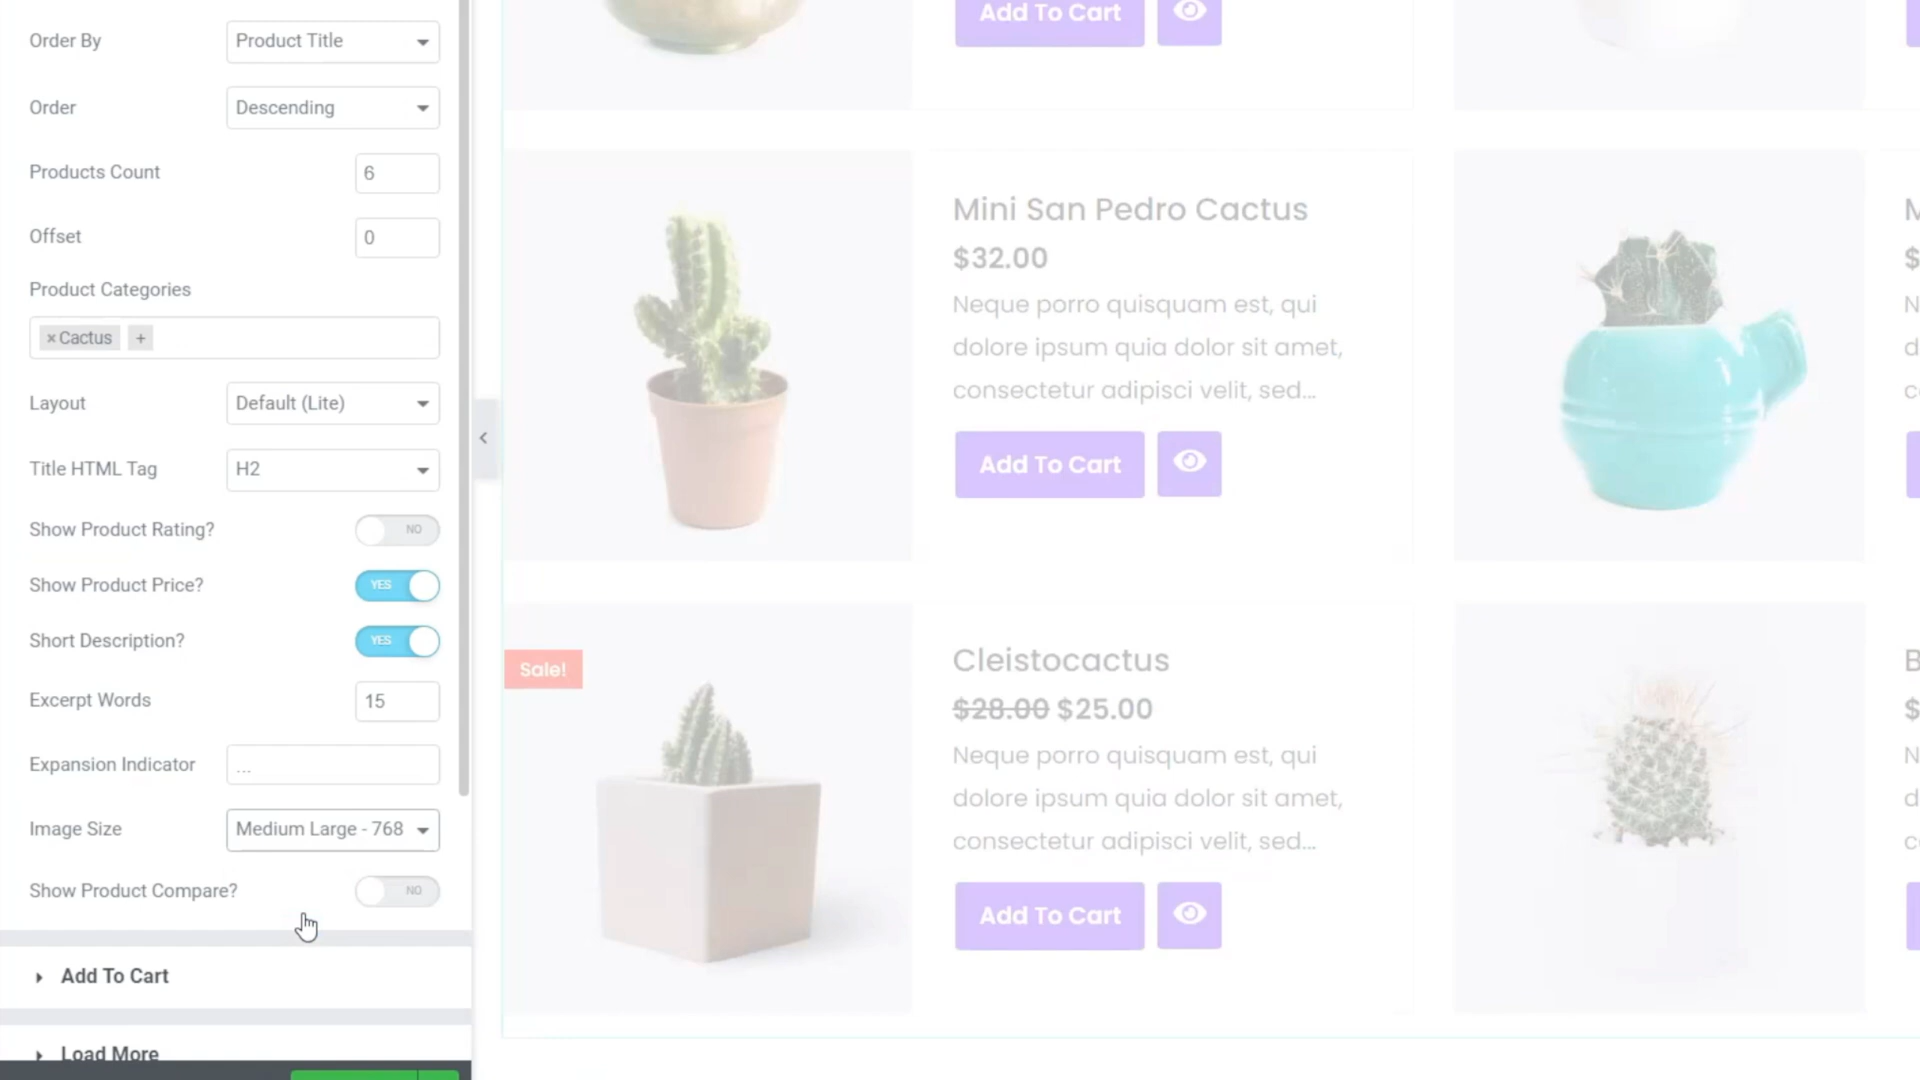 Order By
Product Title
Order
Descending
Products Count
6
Offset
0
Product Categories
× Cactus
+
Layout
Default (Lite)
Title HTML Tag
H2
Show Product Rating?
NO
Show Product Price?
YES
Short Description?
YES
Excerpt Words
15
Expansion Indicator
...
Image Size
Medium Large - 768
Show Product Compare?
NO
Add To Cart
Load More
Add To Cart
Mini San Pedro Cactus
$32.00
Neque porro quisquam est, qui
dolore ipsum quia dolor sit amet,
consectetur adipisci velit, sed...
Add To Cart
M
$
N
d
c
Sale!
Cleistocactus
$28.00 $25.00
Neque porro quisquam est, qui
dolore ipsum quia dolor sit amet,
consectetur adipisci velit, sed...
Add To Cart
B
$
N
d
c